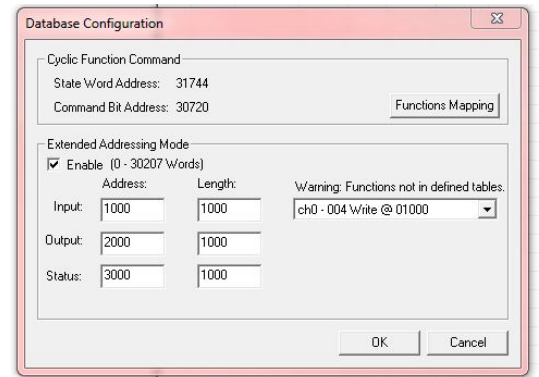 Database Configuration
Cyclic Function Command
State Word Address: 31744
Command Bit Address: 30720
Functions Mapping
Extended Addressing Mode
Enable (0 - 30207 Words)
Address: Length:
Warning: Functions not in defined tables.
Input: 1000 1000
ch0 - 004 Write @ 01000
Output: 2000 1000
Status: 3000 1000
OK Cancel